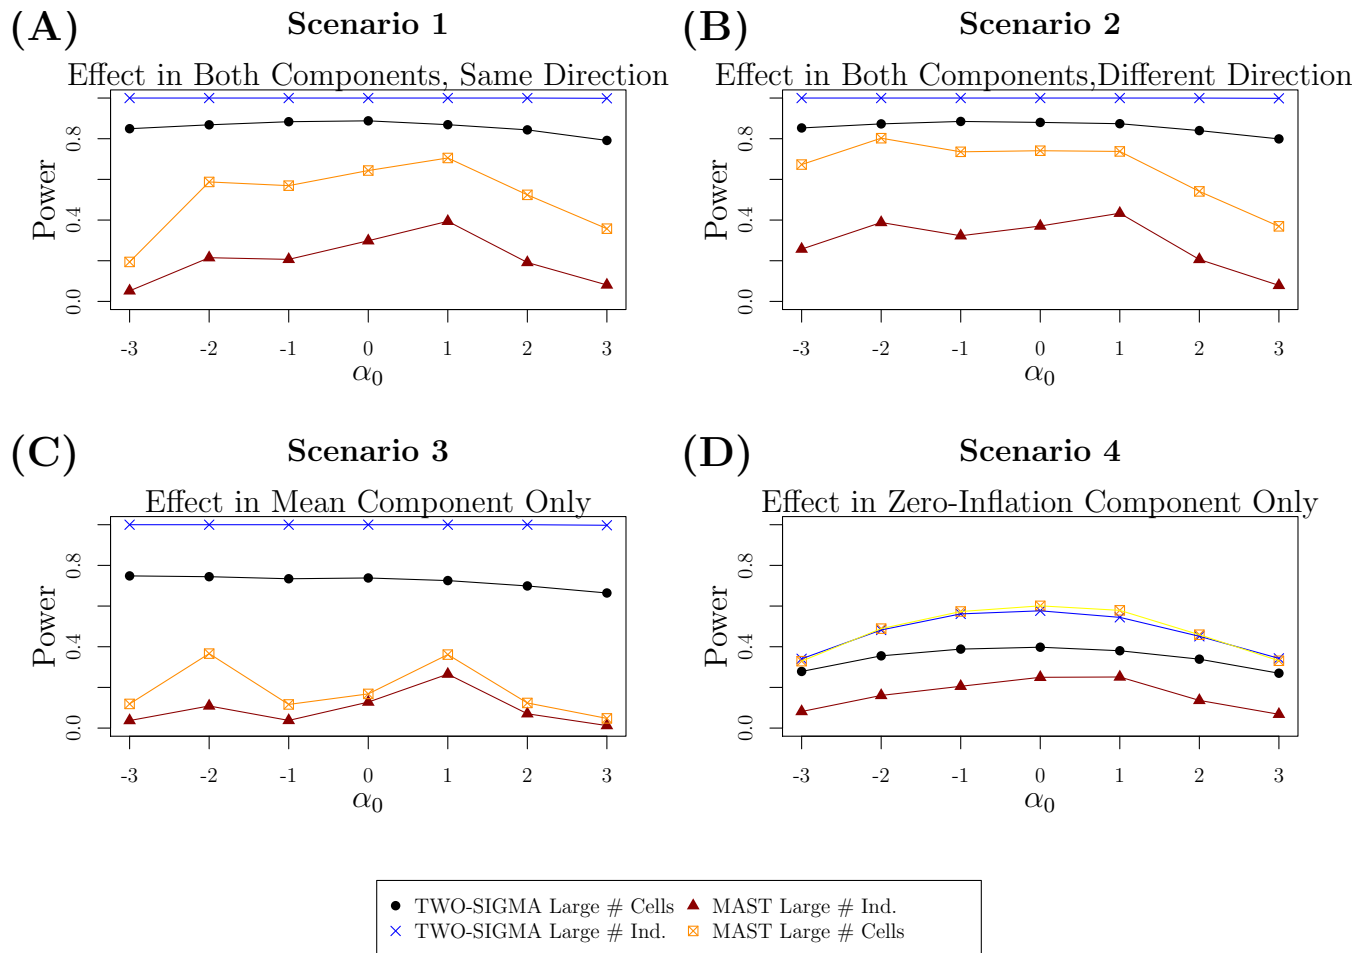 (A)
Scenario 1
Effect in Both Components, Same Direction
Power
0.0 0.4 0.8
-3 -2 -1 0 1 2 3
α0
(B)
Scenario 2
Effect in Both Components,Different Direction
Power
0.0 0.4 0.8
-3 -2 -1 0 1 2 3
α0
(C)
Scenario 3
Effect in Mean Component Only
Power
0.0 0.4 0.8
-3 -2 -1 0 1 2 3
α0
(D)
Scenario 4
Effect in Zero-Inflation Component Only
Power
0.0 0.4 0.8
-3 -2 -1 0 1 2 3
α0
TWO-SIGMA Large # Cells
MAST Large # Ind.
TWO-SIGMA Large # Ind.
MAST Large # Cells